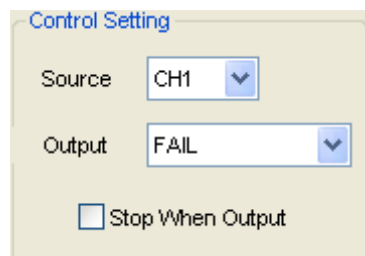 Control Setting
Source CH1
Output FAIL
Stop When Output